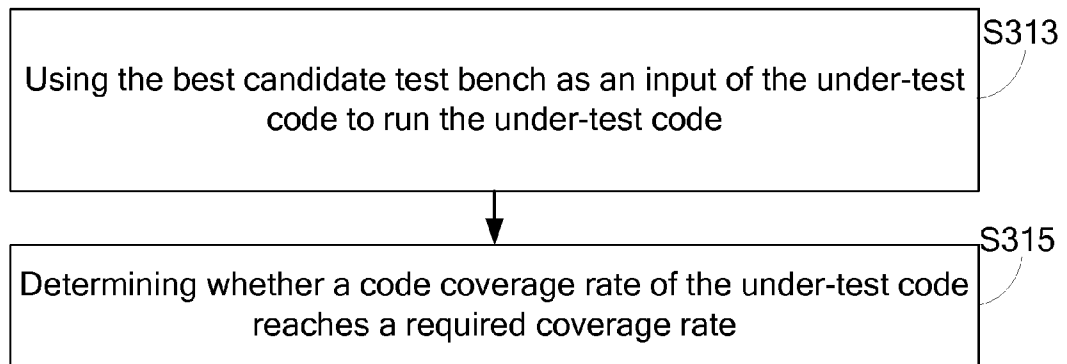 S313
Using the best candidate test bench as an input of the under-test
code to run the under-test code
S315
Determining whether a code coverage rate of the under-test code
reaches a required coverage rate